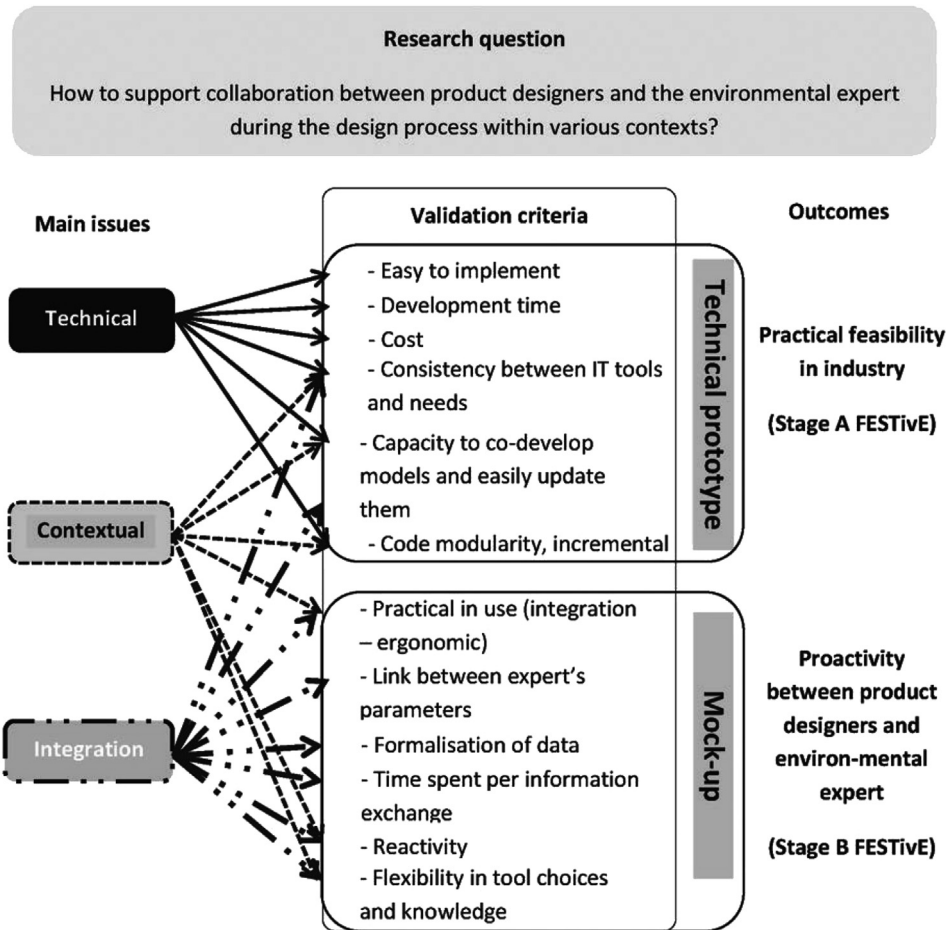 Research question
How to support collaboration between product designers and the environmental expert
during the design process within various contexts?
Main issues
Validation criteria
Outcomes
Technical
Contextual
Integration
- Easy to implement
- Development time
- Cost
- Consistency between IT tools
and needs
- Capacity to co-develop
models and easily update
them
- Code modularity, incremental
Technical prototype
Practical feasibility
in industry
(Stage A FESTivE)
- Practical in use (integration
– ergonomic)
- Link between expert’s
parameters
- Formalisation of data
- Time spent per information
exchange
- Reactivity
- Flexibility in tool choices
and knowledge
Mock-up
Proactivity
between product
designers and
environ-mental
expert
(Stage B FESTivE)